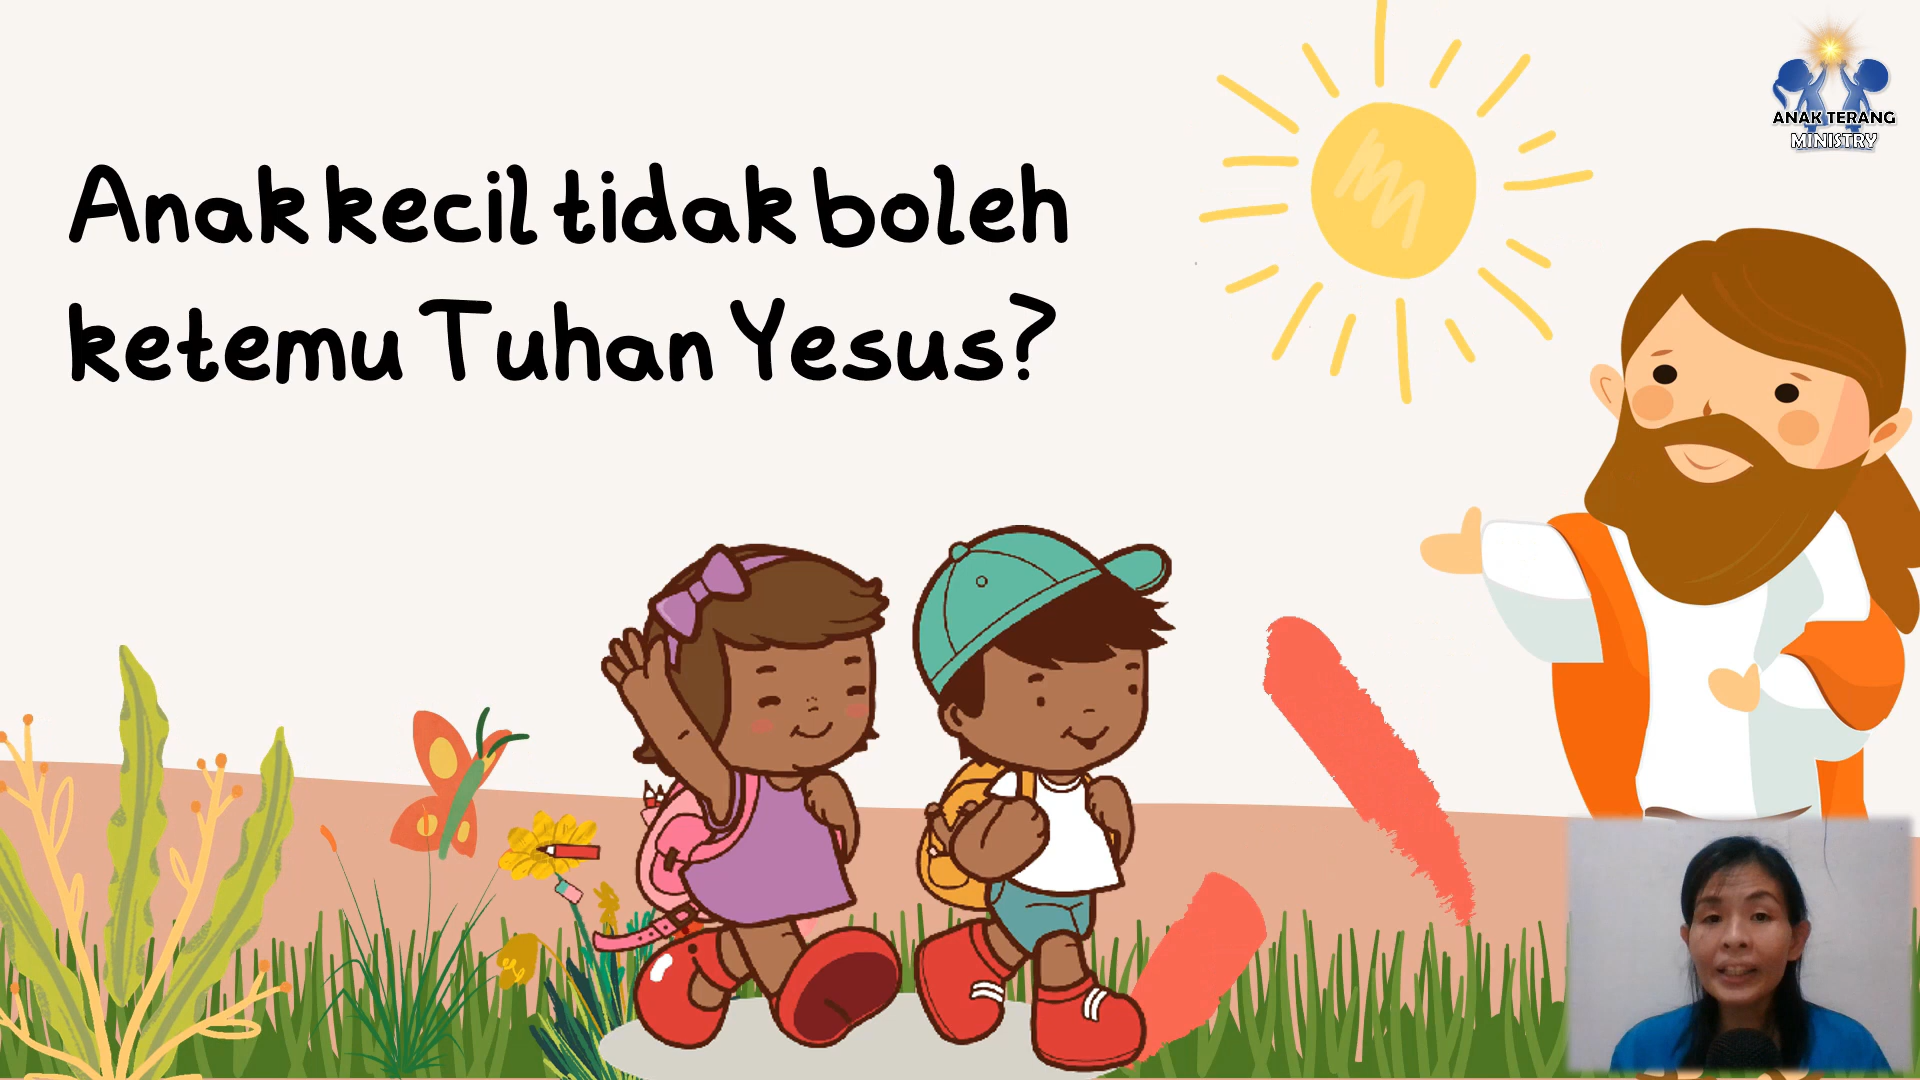 Anak kecil tidak boleh
ketemu Tuhan Yesus?
ANAK TERANG
MINISTRY